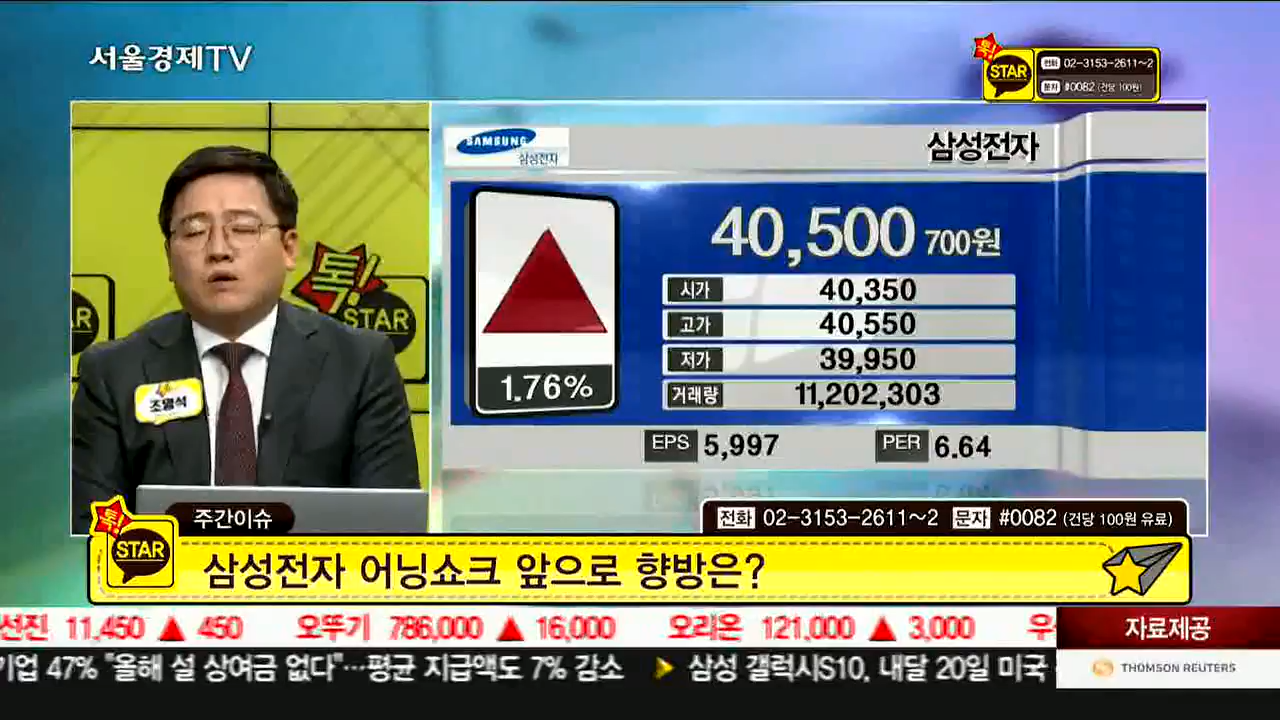 서울경제TV
톡!
STAR
전화 02-3153-2611~2
문자 #0082 (건당 100원)
SAMSUNG
삼성전자
삼성전자
40,500 700원
시가 40,350
고가 40,550
저가 39,950
거래량 11,202,303
1.76%
EPS 5,997 PER 6.64
톡!
STAR
조영석
주간이슈
전화 02-3153-2611~2 문자 #0082 (건당 100원 유료)
톡!
STAR
삼성전자 어닝쇼크 앞으로 향방은?
선진 11,450 ▲ 450 오뚜기 786,000 ▲ 16,000 오리온 121,000 ▲ 3,000 우
자료제공
기업 47% "올해 설 상여금 없다"…평균 지급액도 7% 감소 ▶ 삼성 갤럭시S10, 내달 20일 미국
THOMSON REUTERS